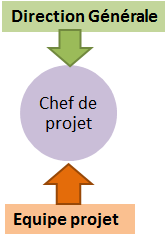 Direction Générale
Chef de
projet
Equipe projet